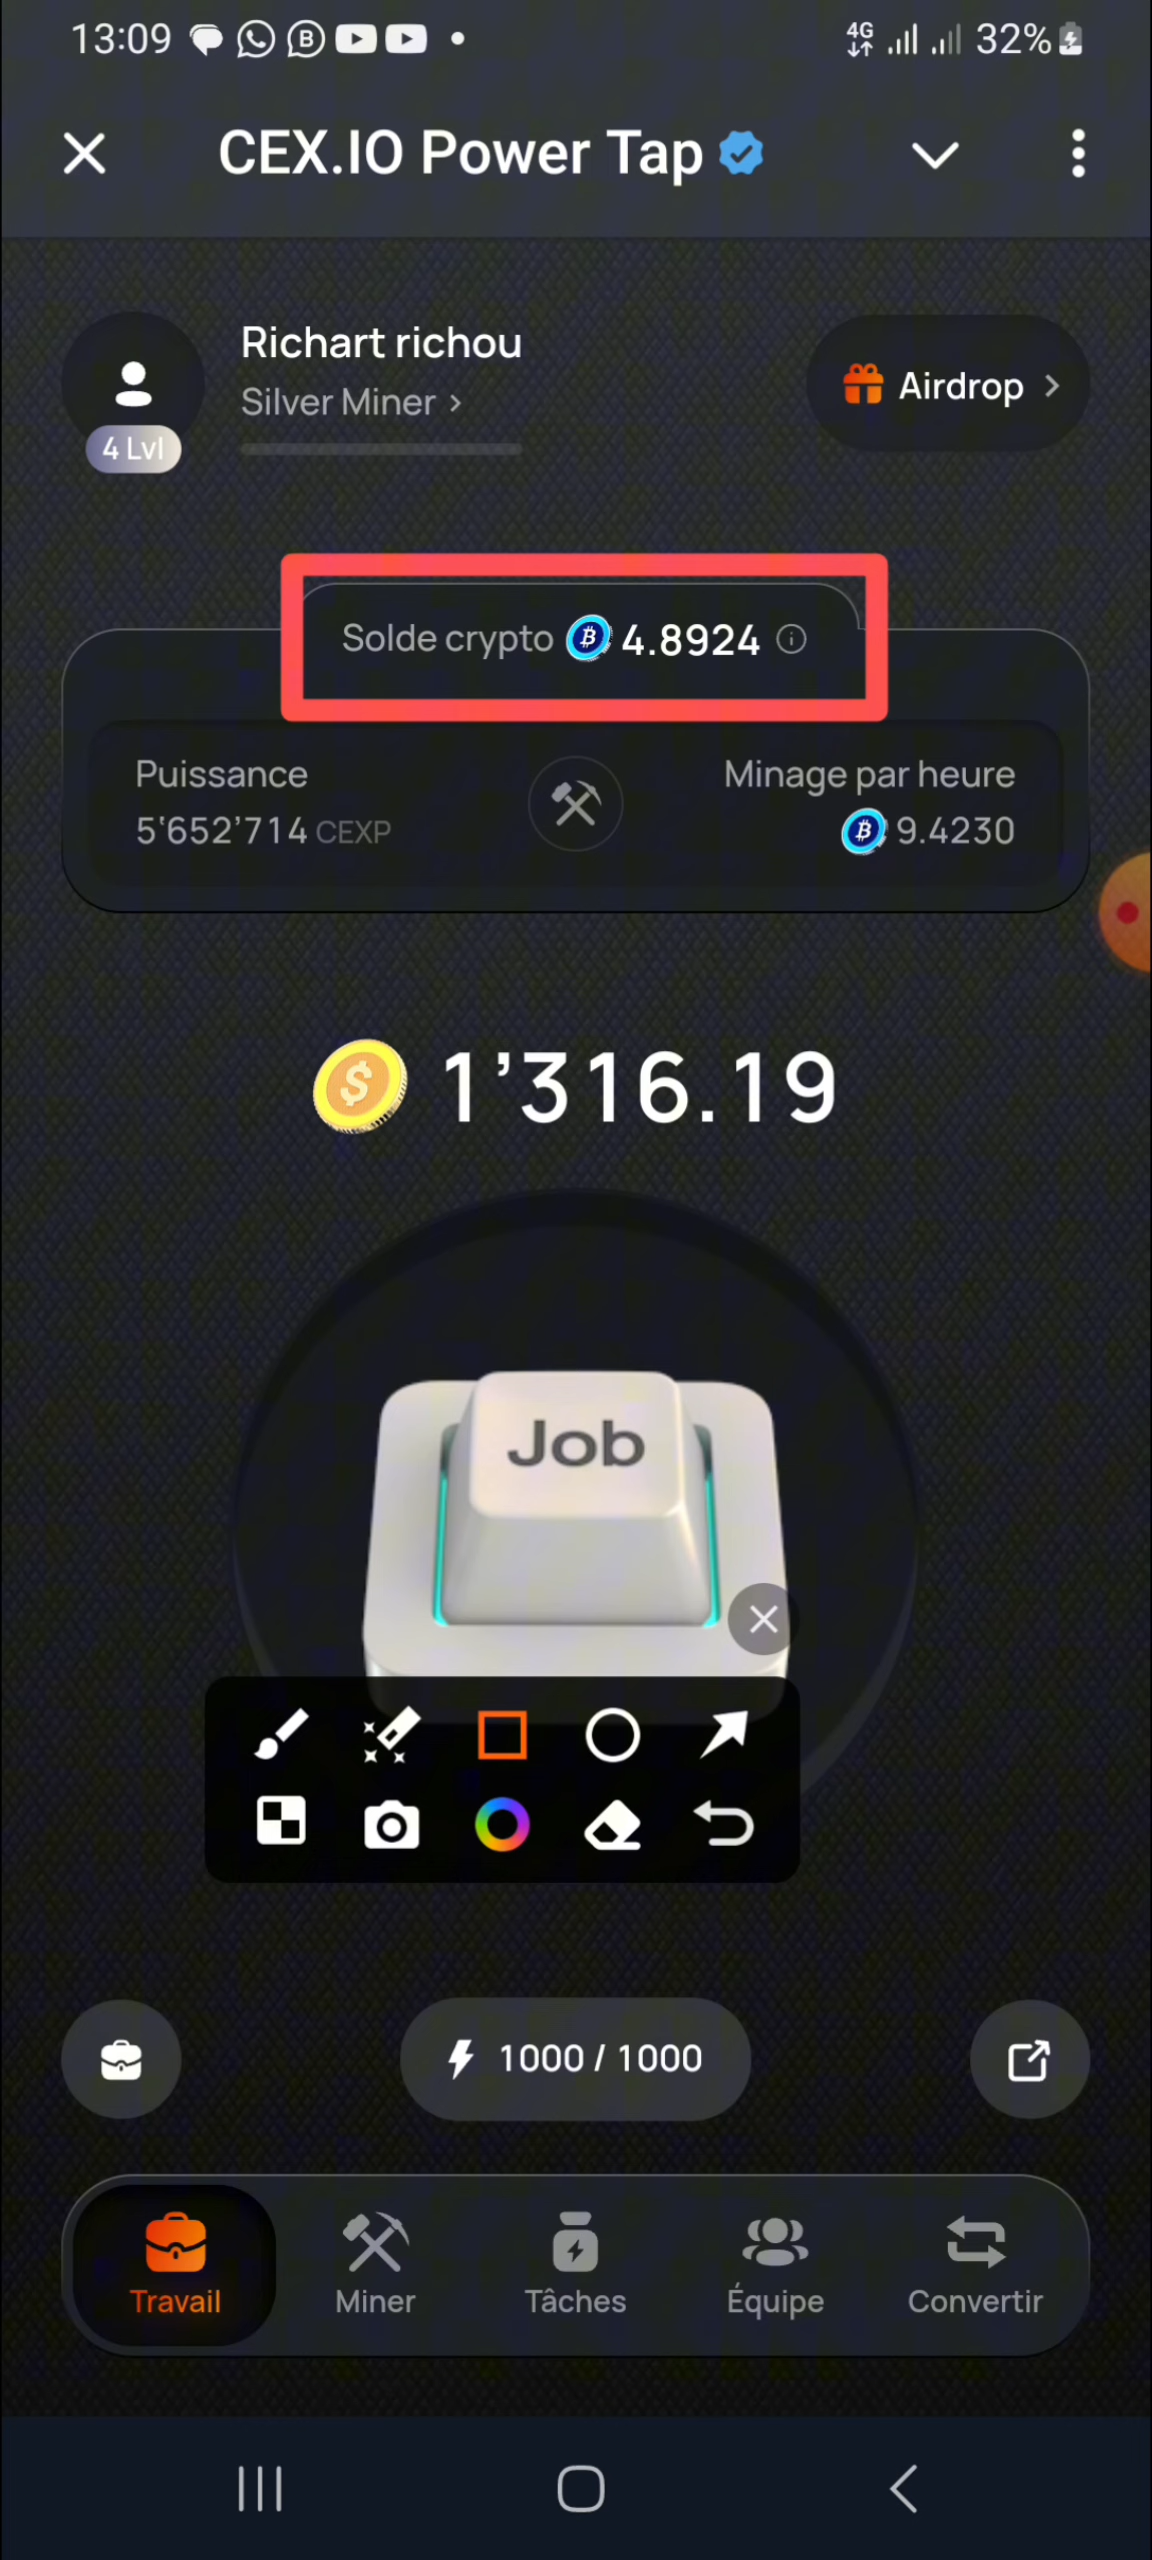 13:09 4G 32%
CEX.IO Power Tap
Richart richou
Silver Miner >
4 Lvl
Airdrop >
Solde crypto 4.8924
Puissance
5'652'714 CEXP
Minage par heure
9.4230
1'316.19
Job
1000 / 1000
Travail
Miner
Tâches
Équipe
Convertir